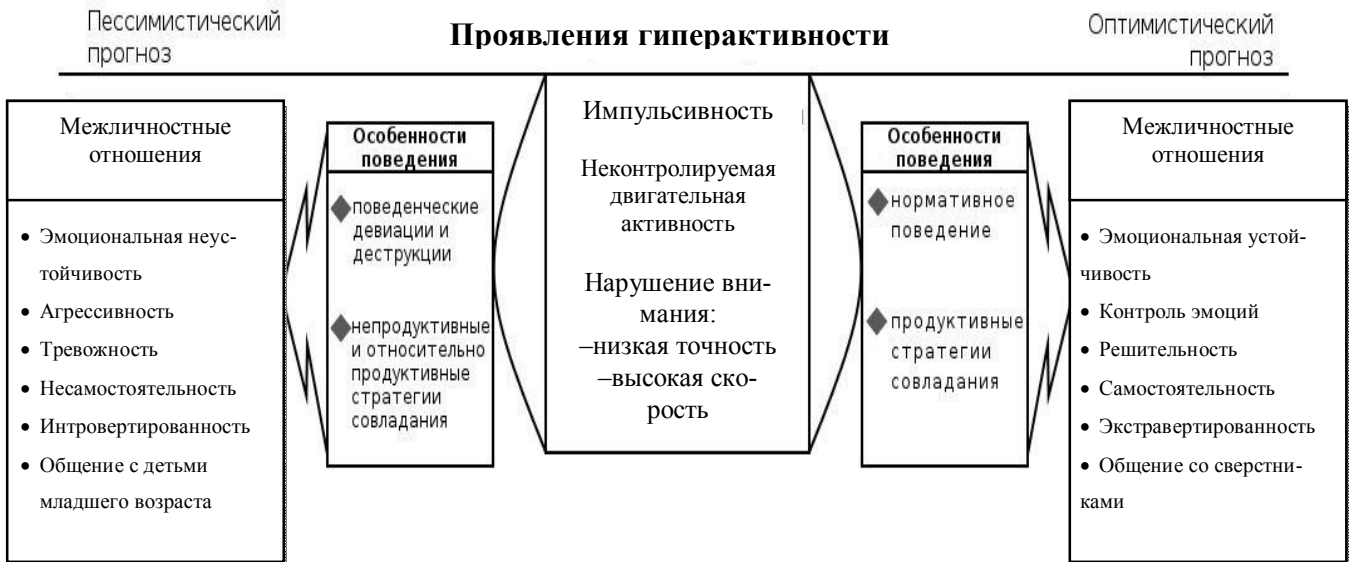 Пессимистический
прогноз
Проявления гиперактивности
Оптимистический
прогноз
Межличностные
отношения
• Эмоциональная неус-
тойчивость
• Агрессивность
• Тревожность
• Несамостоятельность
• Интровертированность
• Общение с детьми
младшего возраста
Особенности
поведения
поведенческие
девиации и
деструкции
непродуктивные
и относительно
продуктивные
стратегии
совладания
Импульсивность
Неконтролируемая
двигательная
активность
Нарушение вни-
мания:
–низкая точность
–высокая ско-
рость
Особенности
поведения
нормативное
поведение
продуктивные
стратегии
совладания
Межличностные
отношения
• Эмоциональная устой-
чивость
• Контроль эмоций
• Решительность
• Самостоятельность
• Экстравертированность
• Общение со сверстни-
ками